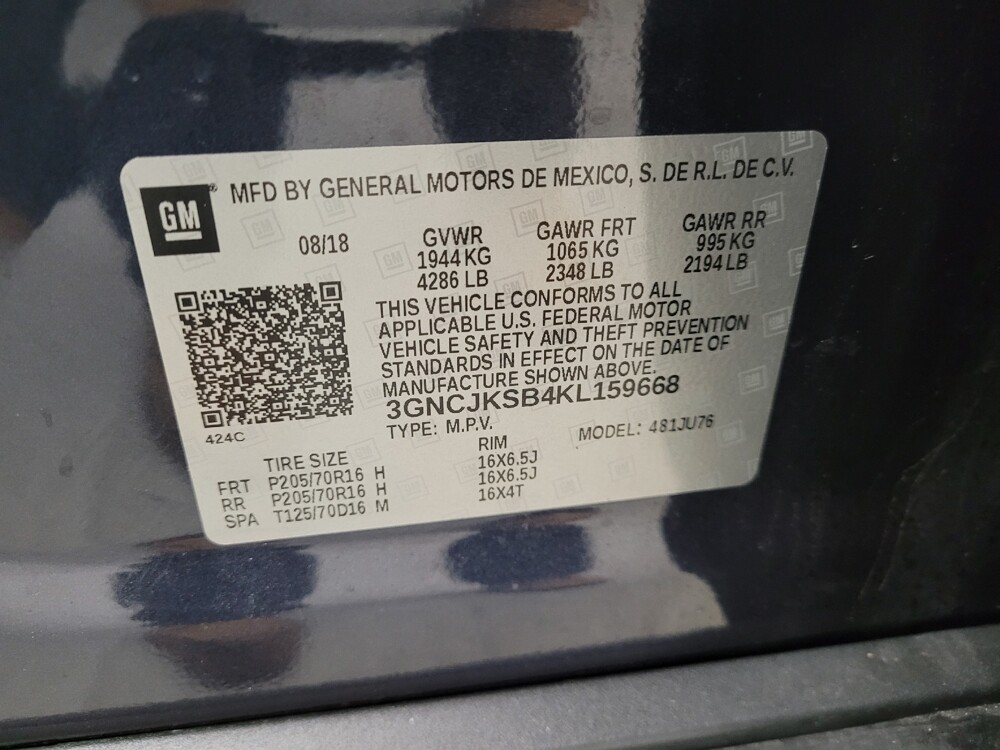 GM
MFD BY GENERAL MOTORS DE MEXICO, S. DE R.L. DE C.V.
08/18 GVWR GAWR FRT GAWR RR
1944 KG 1065 KG 995 KG
4286 LB 2348 LB 2194 LB
THIS VEHICLE CONFORMS TO ALL
APPLICABLE U.S. FEDERAL MOTOR
VEHICLE SAFETY AND THEFT PREVENTION
STANDARDS IN EFFECT ON THE DATE OF
MANUFACTURE SHOWN ABOVE.
3GNCJKSB4KL159668
424C
TYPE: M.P.V. MODEL: 481JU76
TIRE SIZE RIM
FRT P205/70R16 H 16X6.5J
RR P205/70R16 H 16X6.5J
SPA T125/70D16 M 16X4T